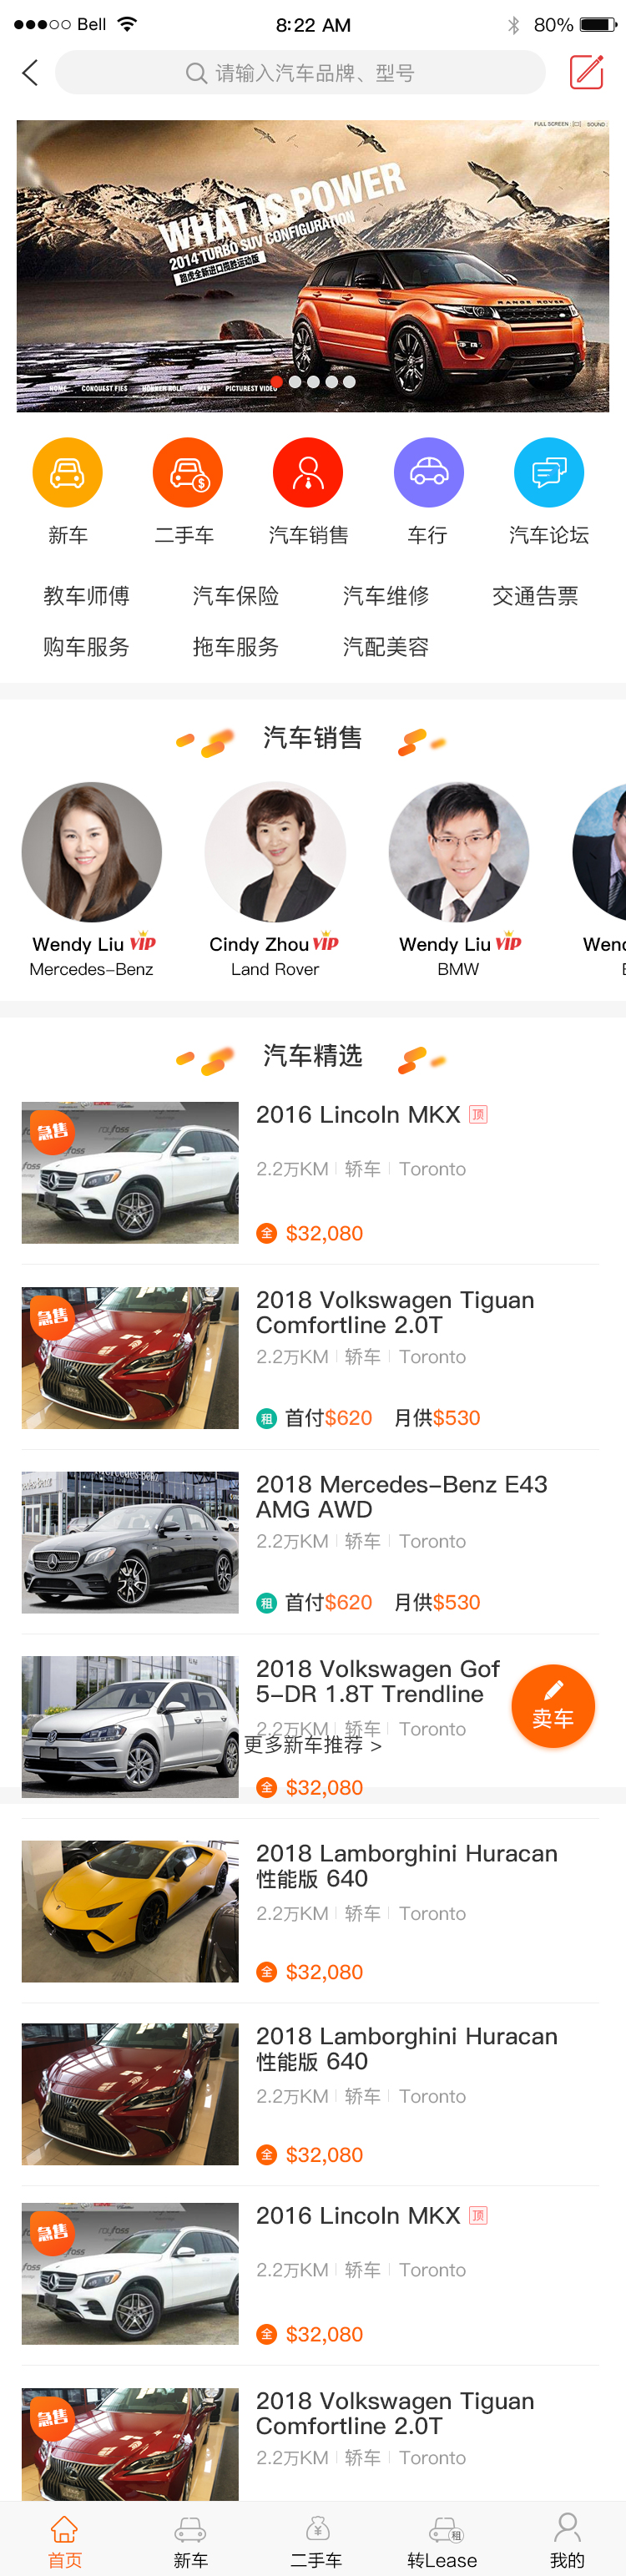 Bell
8:22 AM
80%
请输入汽车品牌、型号
FULL SCREEN
SOUND
WHAT IS POWER
2014 TURBO SUV CONFIGURATION
路虎全新进口揽胜运动版
RANGE ROVER
HOME CONQUEST FIES MAP PICTUREST VIDEO
新车 二手车 汽车销售 车行 汽车论坛
教车师傅 汽车保险 汽车维修 交通告票
购车服务 拖车服务 汽配美容
汽车销售
Wendy Liu VIP Cindy Zhou VIP Wendy Liu VIP
Mercedes-Benz Land Rover BMW
汽车精选
急售
2016 Lincoln MKX 顶
2.2万KM 轿车 Toronto
全 $32,080
急售
2018 Volkswagen Tiguan
Comfortline 2.0T
2.2万KM 轿车 Toronto
租 首付$620 月供$530
2018 Mercedes-Benz E43
AMG AWD
2.2万KM 轿车 Toronto
租 首付$620 月供$530
2018 Volkswagen Gof
5-DR 1.8T Trendline
卖车
2.2万KM 轿车 Toronto
更多新车推荐 >
全 $32,080
2018 Lamborghini Huracan
性能版 640
2.2万KM 轿车 Toronto
全 $32,080
2018 Lamborghini Huracan
性能版 640
2.2万KM 轿车 Toronto
全 $32,080
急售
2016 Lincoln MKX 顶
2.2万KM 轿车 Toronto
全 $32,080
急售
2018 Volkswagen Tiguan
Comfortline 2.0T
2.2万KM 轿车 Toronto
租
首页 新车 二手车 转Lease 我的